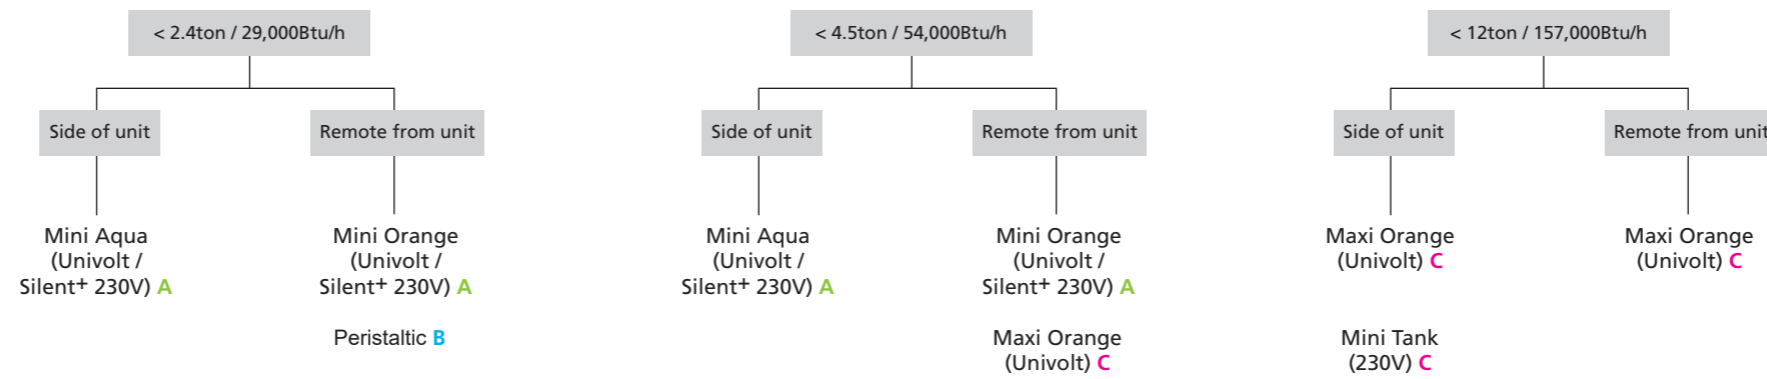 < 2.4ton / 29,000Btu/h
Side of unit
Remote from unit
Mini Aqua
(Univolt /
Silent+ 230V) A
Mini Orange
(Univolt /
Silent+ 230V) A
Peristaltic B
< 4.5ton / 54,000Btu/h
Side of unit
Remote from unit
Mini Aqua
(Univolt /
Silent+ 230V) A
Mini Orange
(Univolt /
Silent+ 230V) A
Maxi Orange
(Univolt) C
< 12ton / 157,000Btu/h
Side of unit
Remote from unit
Maxi Orange
(Univolt) C
Mini Tank
(230V) C
Maxi Orange
(Univolt) C